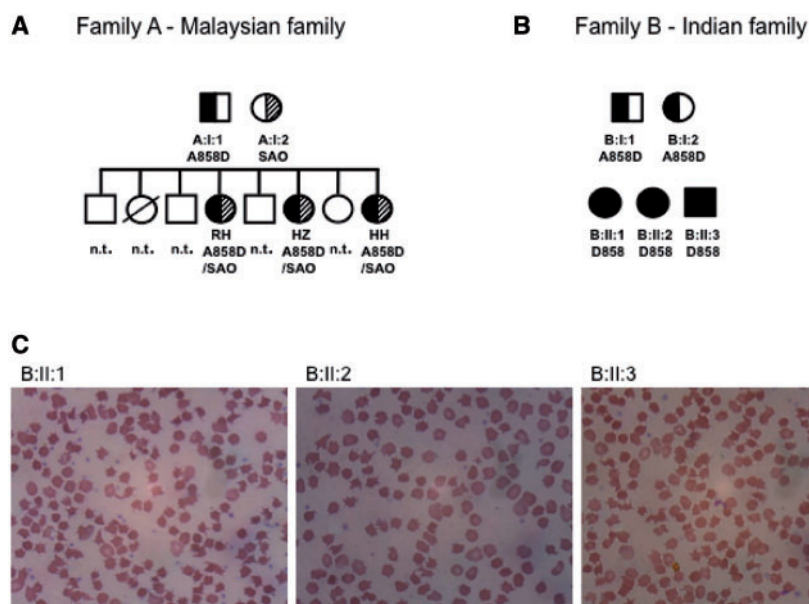 A Family A - Malaysian family
B Family B - Indian family
A:I:1 A:I:2
A858D SAO
B:I:1 B:I:2
A858D A858D
RH HZ HH
n.t. n.t. n.t. A858D n.t. A858D n.t. A858D
/SAO /SAO /SAO
B:II:1 B:II:2 B:II:3
D858 D858 D858
C
B:II:1 B:II:2 B:II:3